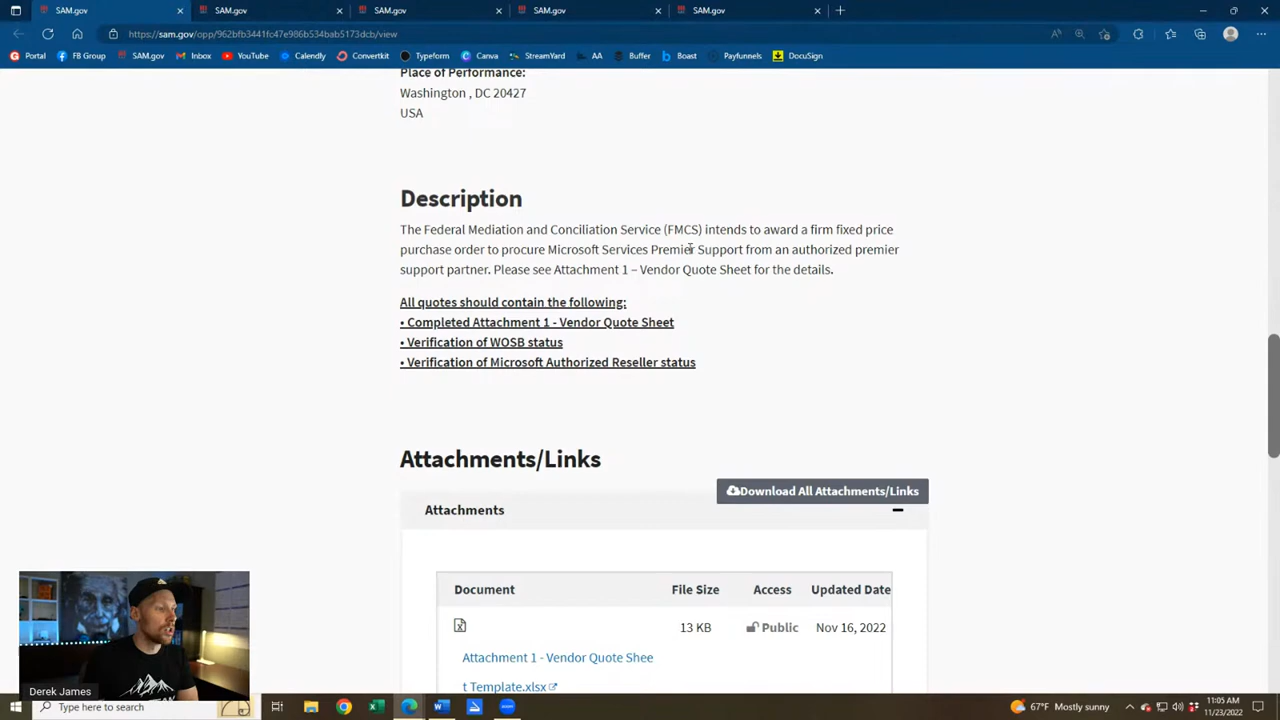 SAM.gov
SAM.gov
SAM.gov
SAM.gov
SAM.gov
https://sam.gov/opp/962bfb3441fc47e986b534bab5173dcb/view
Portal
FB Group
SAM.gov
Inbox
YouTube
Calendly
Convertkit
Typeform
Canva
StreamYard
AA
Buffer
Boast
Payfunnels
DocuSign
Place of Performance:
Washington , DC 20427
USA
Description
The Federal Mediation and Conciliation Service (FMCS) intends to award a firm fixed price
purchase order to procure Microsoft Services Premier Support from an authorized premier
support partner. Please see Attachment 1 – Vendor Quote Sheet for the details.
All quotes should contain the following:
• Completed Attachment 1 - Vendor Quote Sheet
• Verification of WOSB status
• Verification of Microsoft Authorized Reseller status
Attachments/Links
Download All Attachments/Links
Attachments
Document
File Size
Access
Updated Date
13 KB
Public
Nov 16, 2022
Attachment 1 - Vendor Quote Shee
t Template.xlsx
Derek James
Type here to search
67°F Mostly sunny
11:05 AM
11/23/2022